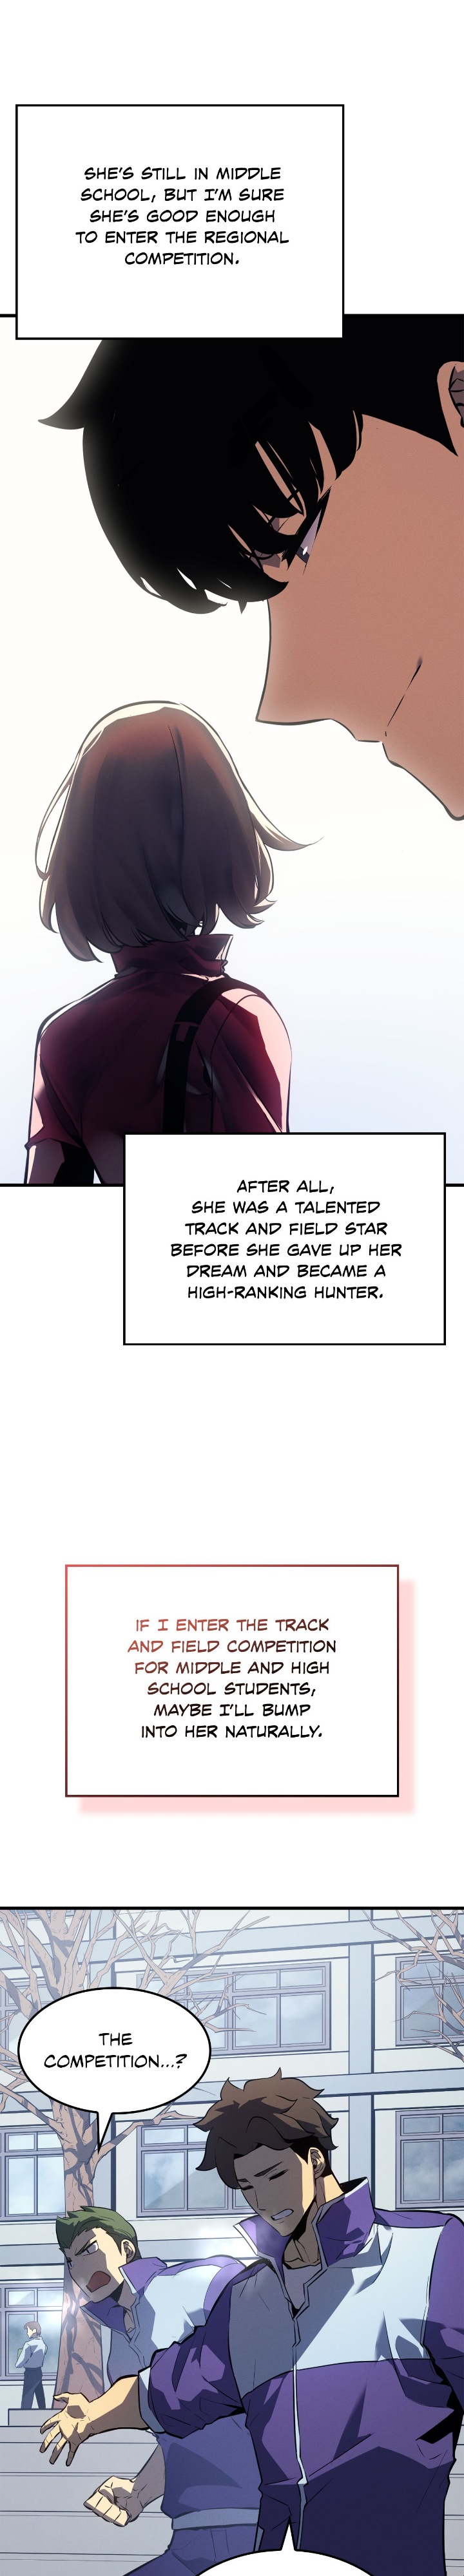 SHE'S STILL IN MIDDLE
SCHOOL, BUT I'M SURE
SHE'S GOOD ENOUGH
TO ENTER THE REGIONAL
COMPETITION.
AFTER ALL,
SHE WAS A TALENTED
TRACK AND FIELD STAR
BEFORE SHE GAVE UP HER
DREAM AND BECAME A
HIGH-RANKING HUNTER.
IF I ENTER THE TRACK
AND FIELD COMPETITION
FOR MIDDLE AND HIGH
SCHOOL STUDENTS,
MAYBE I'LL BUMP
INTO HER NATURALLY.
THE
COMPETITION...?